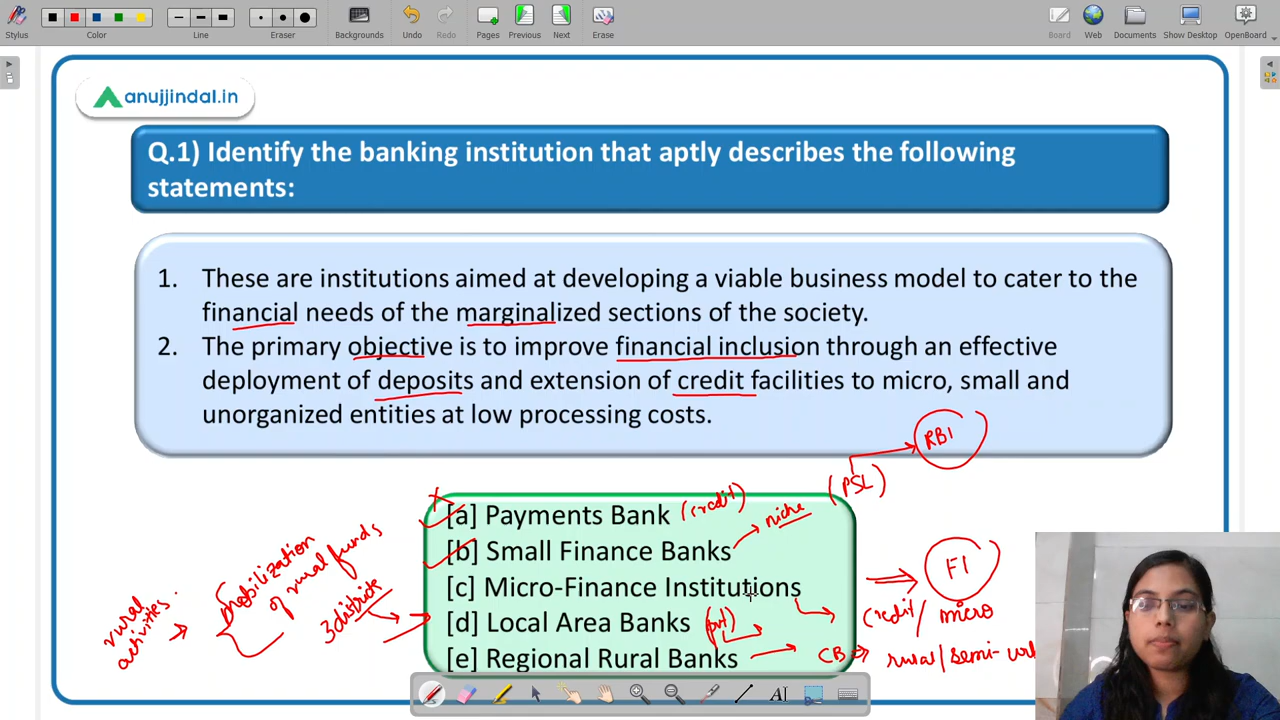 Stylus
Color
Line
Eraser
Backgrounds
Undo
Redo
Pages
Previous
Next
Erase
Board
Web
Documents
Show Desktop
OpenBoard
anujjindal.in
Q.1) Identify the banking institution that aptly describes the following
statements:
1. These are institutions aimed at developing a viable business model to cater to the
financial needs of the marginalized sections of the society.
2. The primary objective is to improve financial inclusion through an effective
deployment of deposits and extension of credit facilities to micro, small and
unorganized entities at low processing costs.
RBI
(PSL)
[a] Payments Bank (credit)
[b] Small Finance Banks niche
[c] Micro-Finance Institutions
FI
[d] Local Area Banks (pvt)
credit/ micro
[e] Regional Rural Banks
CB rural/semi-
rural
activities.
mobilization
of rural funds
3 districts